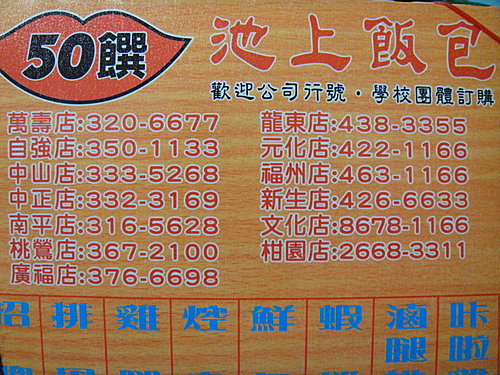 50饌
池上飯包
歡迎公司行號·學校團體訂購
萬壽店:320-6677
自強店:350-1133
中山店:333-5268
中正店:332-3169
南平店:316-5628
桃鶯店:367-2100
廣福店:376-6698
龍東店:438-3355
元化店:422-1166
福州店:463-1166
新生店:426-6633
文化店:8678-1166
柑園店:2668-3311
招 排 雞 焢 鮮 蝦 滷 咔
腿 啦